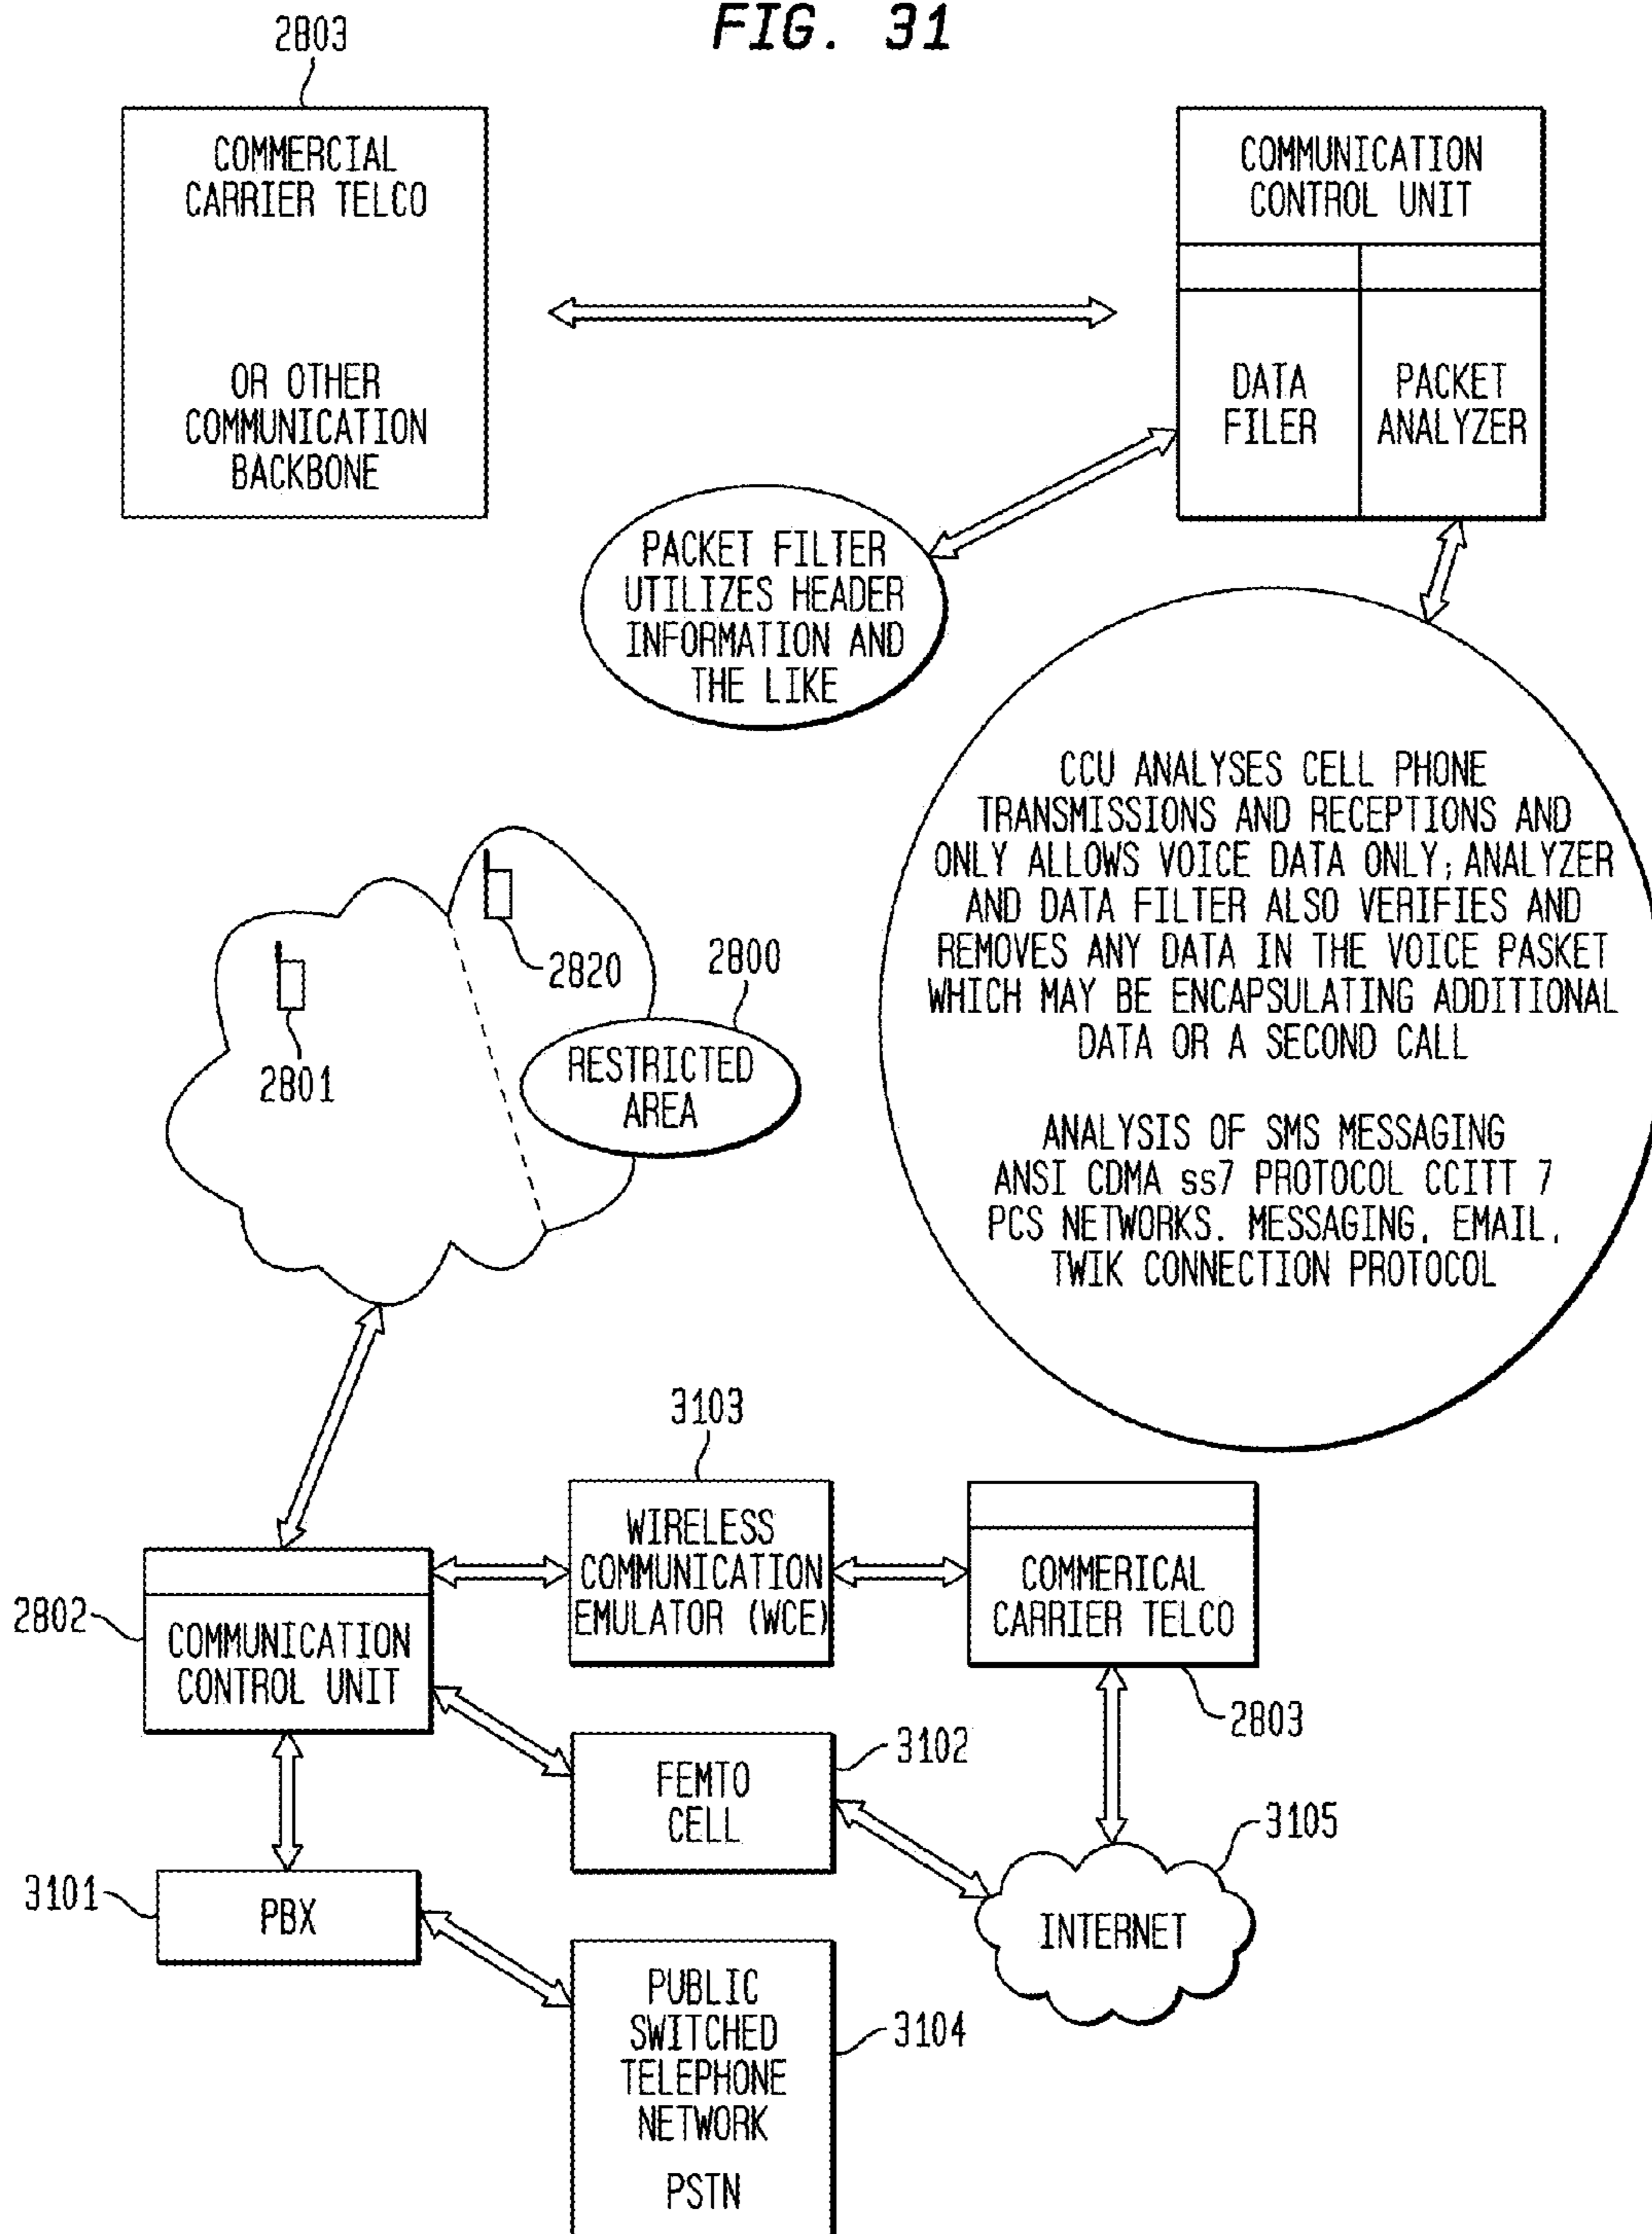 FIG. 31
2803
COMMERCIAL
CARRIER TELCO
OR OTHER
COMMUNICATION
BACKBONE
COMMUNICATION
CONTROL UNIT
DATA
FILER
PACKET
ANALYZER
PACKET FILTER
UTILIZES HEADER
INFORMATION AND
THE LIKE
CCU ANALYSES CELL PHONE
TRANSMISSIONS AND RECEPTIONS AND
ONLY ALLOWS VOICE DATA ONLY; ANALYZER
AND DATA FILTER ALSO VERIFIES AND
REMOVES ANY DATA IN THE VOICE PASKET
WHICH MAY BE ENCAPSULATING ADDITIONAL
DATA OR A SECOND CALL
ANALYSIS OF SMS MESSAGING
ANSI CDMA ss7 PROTOCOL CCITT 7
PCS NETWORKS. MESSAGING. EMAIL.
TWIK CONNECTION PROTOCOL
2820
2800
2801
RESTRICTED
AREA
3103
WIRELESS
COMMUNICATION
EMULATOR (WCE)
COMMERICAL
CARRIER TELCO
2803
2802
COMMUNICATION
CONTROL UNIT
3102
FEMTO
CELL
3105
INTERNET
3101
PBX
PUBLIC
SWITCHED
TELEPHONE
NETWORK
PSTN
3104